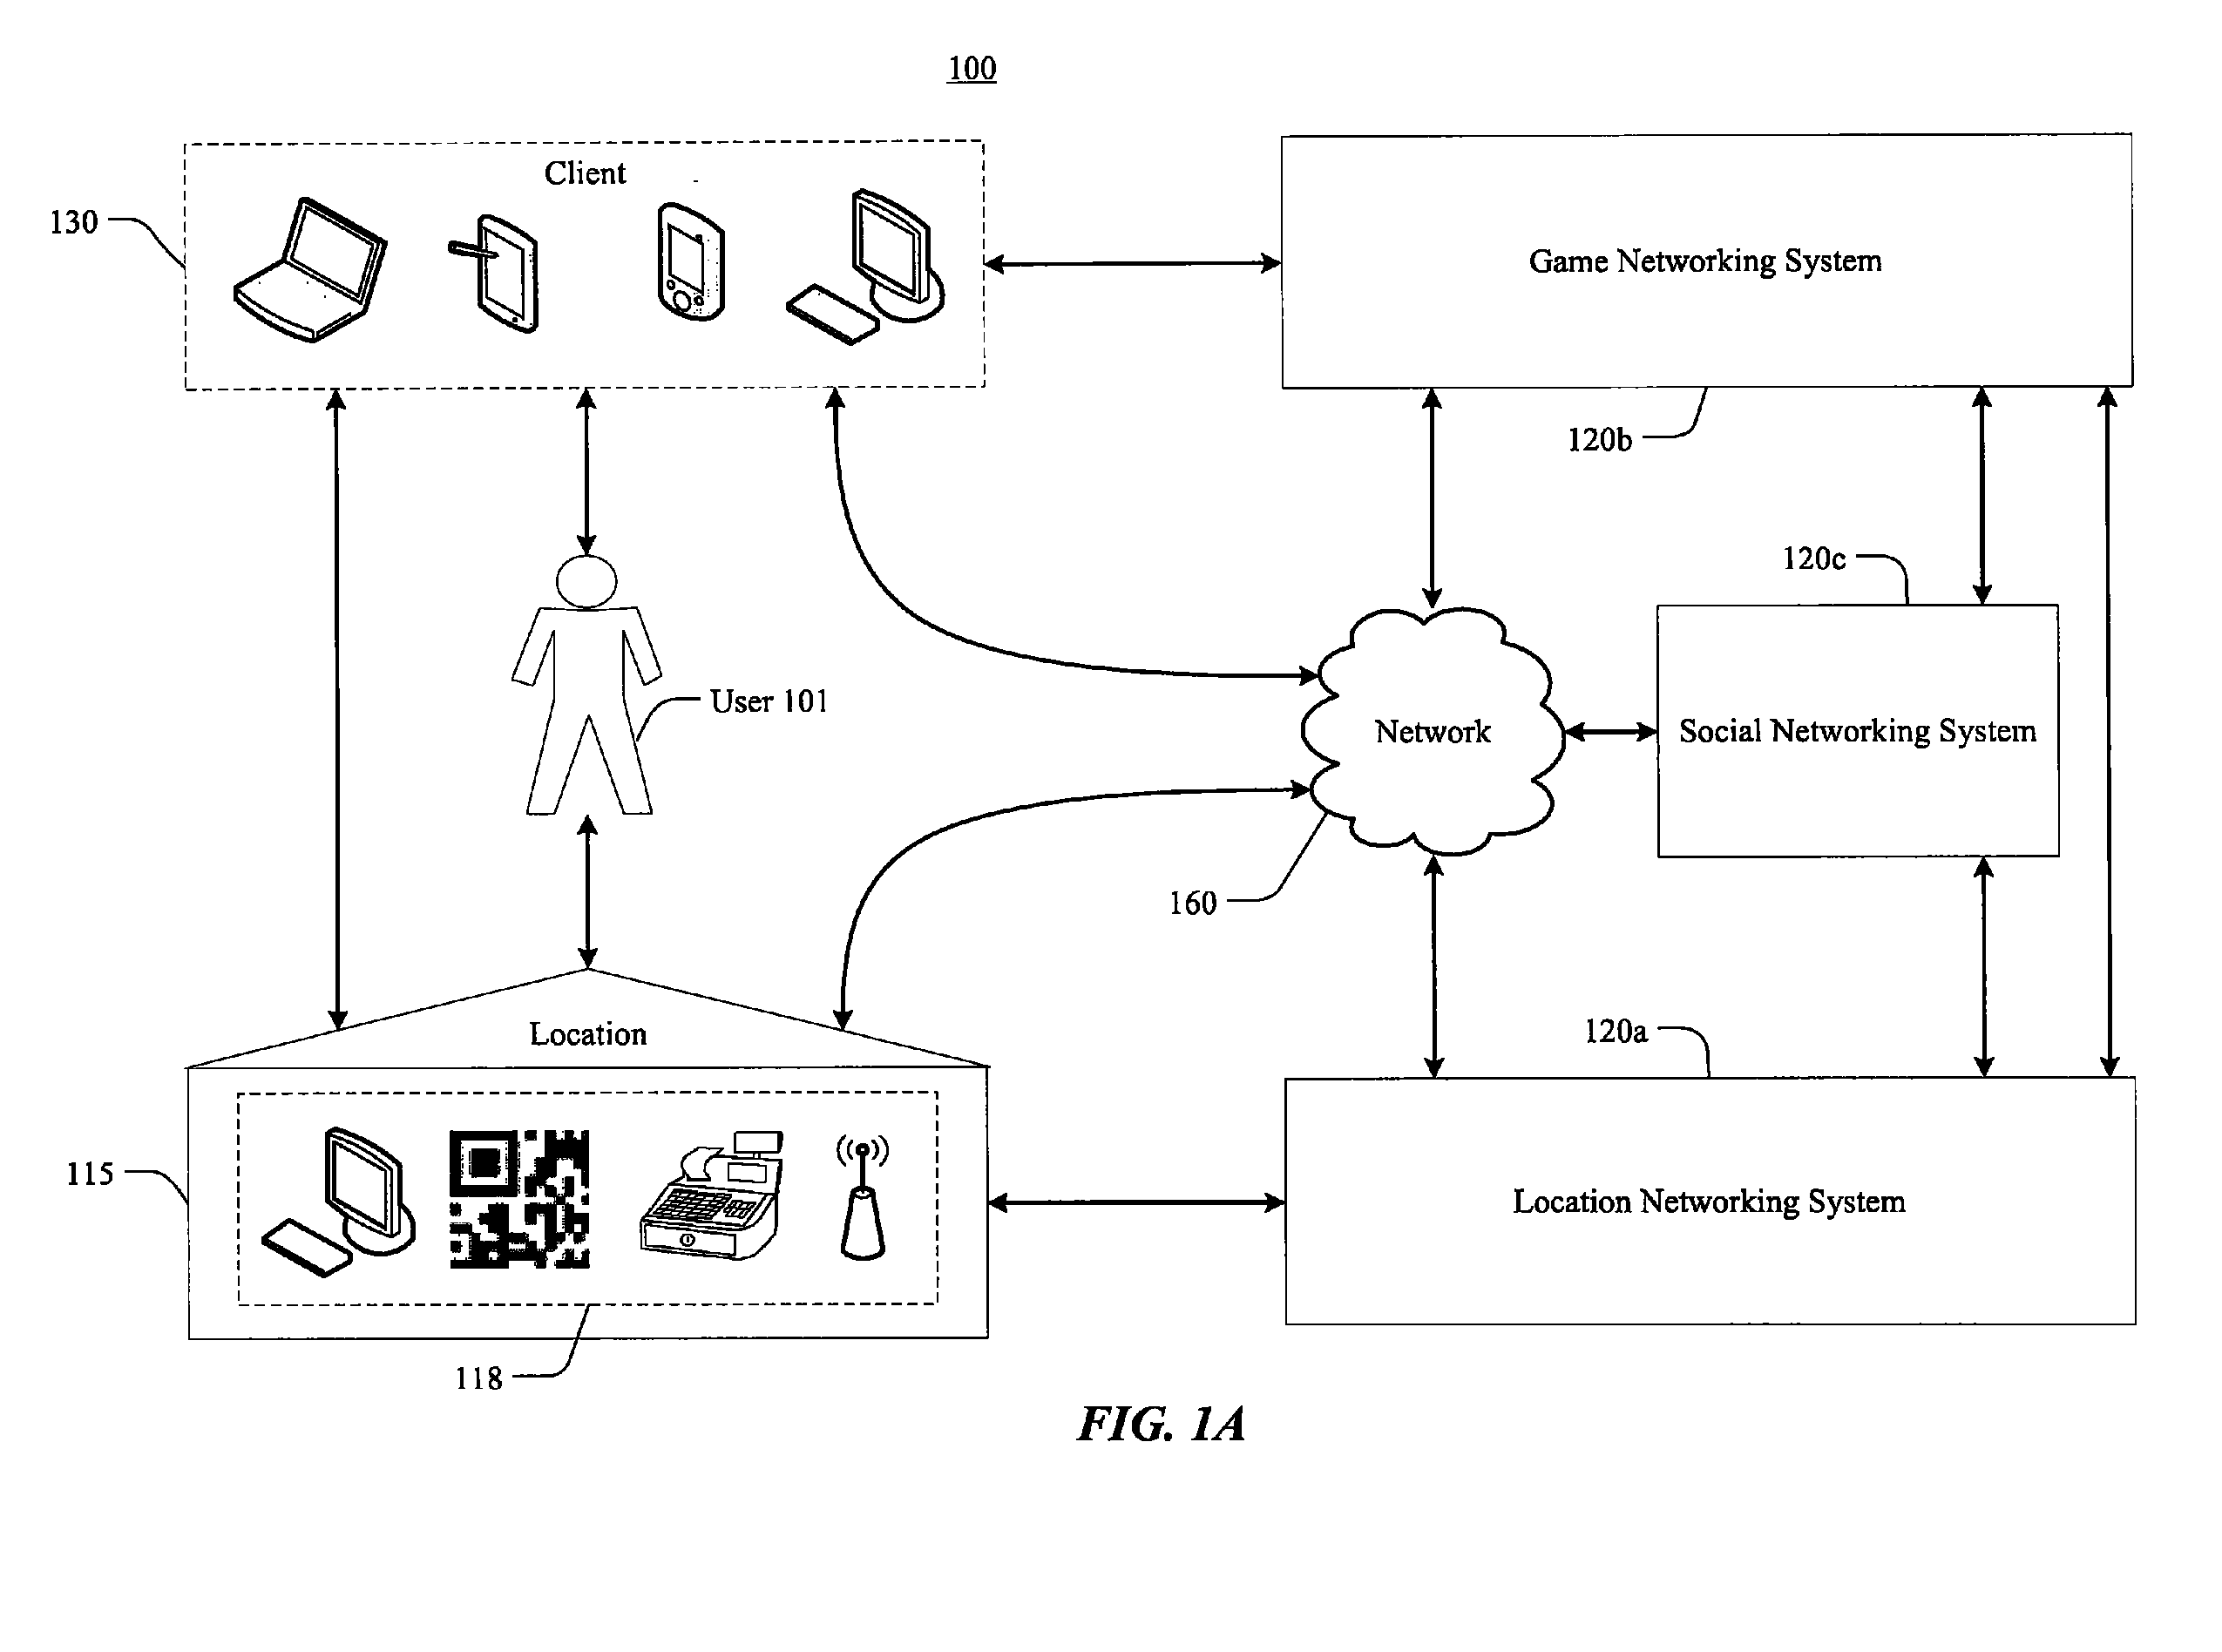 100
Client
130
Game Networking System
120b
120c
User 101
Network
Social Networking System
160
Location
120a
115
Location Networking System
118
FIG. 1A